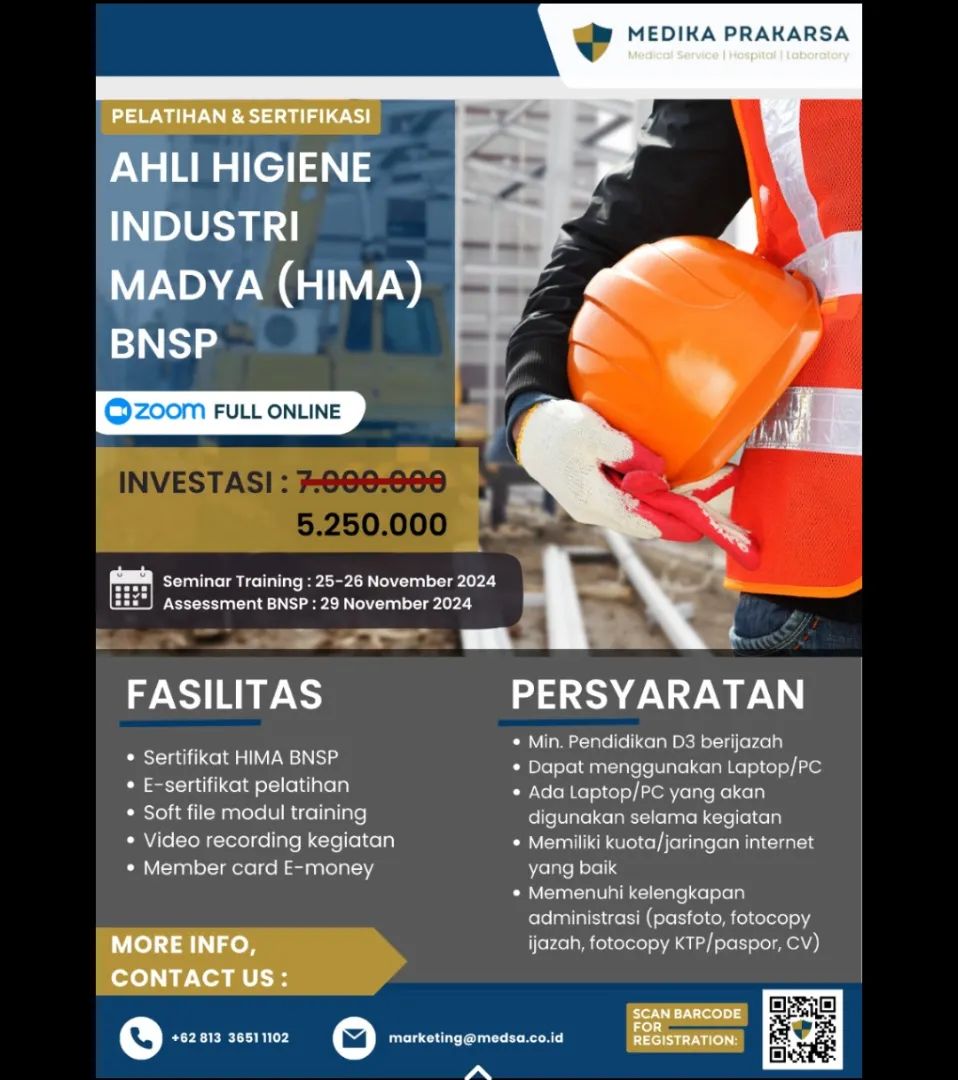 MEDIKA PRAKARSA
Medical Service | Hospital | Laboratory
PELATIHAN & SERTIFIKASI
AHLI HIGIENE
INDUSTRI
MADYA (HIMA)
BNSP
zoom FULL ONLINE
INVESTASI : 7.000.000
5.250.000
Seminar Training : 25-26 November 2024
Assessment BNSP : 29 November 2024
FASILITAS
• Sertifikat HIMA BNSP
• E-sertifikat pelatihan
• Soft file modul training
• Video recording kegiatan
• Member card E-money
PERSYARATAN
• Min. Pendidikan D3 berijazah
• Dapat menggunakan Laptop/PC
• Ada Laptop/PC yang akan
digunakan selama kegiatan
• Memiliki kuota/jaringan internet
yang baik
• Memenuhi kelengkapan
administrasi (pasfoto, fotocopy
ijazah, fotocopy KTP/paspor, CV)
MORE INFO,
CONTACT US :
+62 813 3651 1102
marketing@medsa.co.id
SCAN BARCODE
FOR
REGISTRATION: